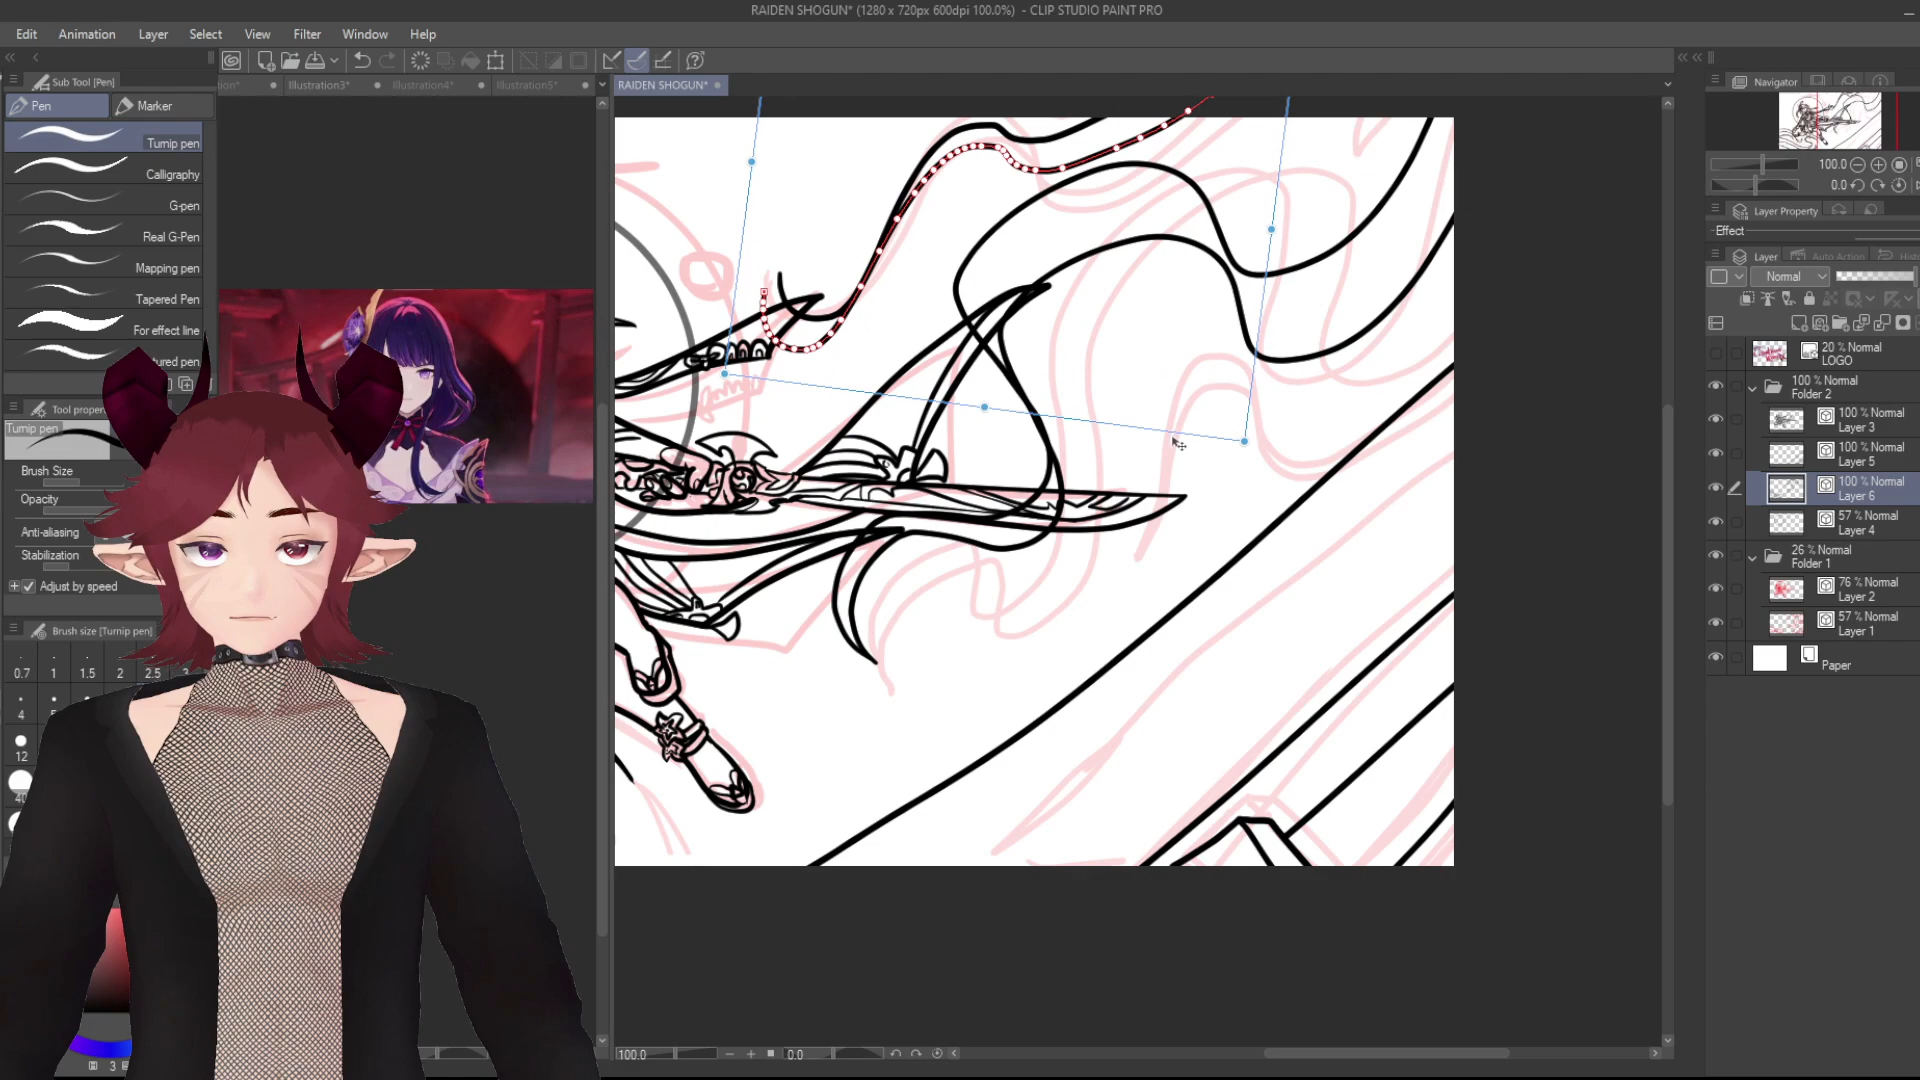 RAIDEN SHOGUN* (1280 x 720px 600dpi 100.0%)  - CLIP STUDIO PAINT PRO
Edit Animation Layer Select View Filter Window Help
Sub Tool [Pen]
Illustration3* Illustration4* Illustration5* RAIDEN SHOGUN*
Pen Marker
Turnip pen
Calligraphy
G-pen
Real G-Pen
Mapping pen
Tapered Pen
For effect line
Turnip pen
Brush Size
Opacity
Anti-aliasing
Stabilization
Adjust by speed
Brush size [Turnip pen]
0.7 1 1.5 2 2.5
4
12
40
3
100.0 0.0
Navigator
100.0
0.0
Layer Property
Effect
Layer Auto Action
Normal
20 % Normal
LOGO
100 % Normal
Folder 2
100 % Normal
Layer 3
100 % Normal
Layer 5
100 % Normal
Layer 6
57 % Normal
Layer 4
26 % Normal
Folder 1
76 % Normal
Layer 2
57 % Normal
Layer 1
Paper